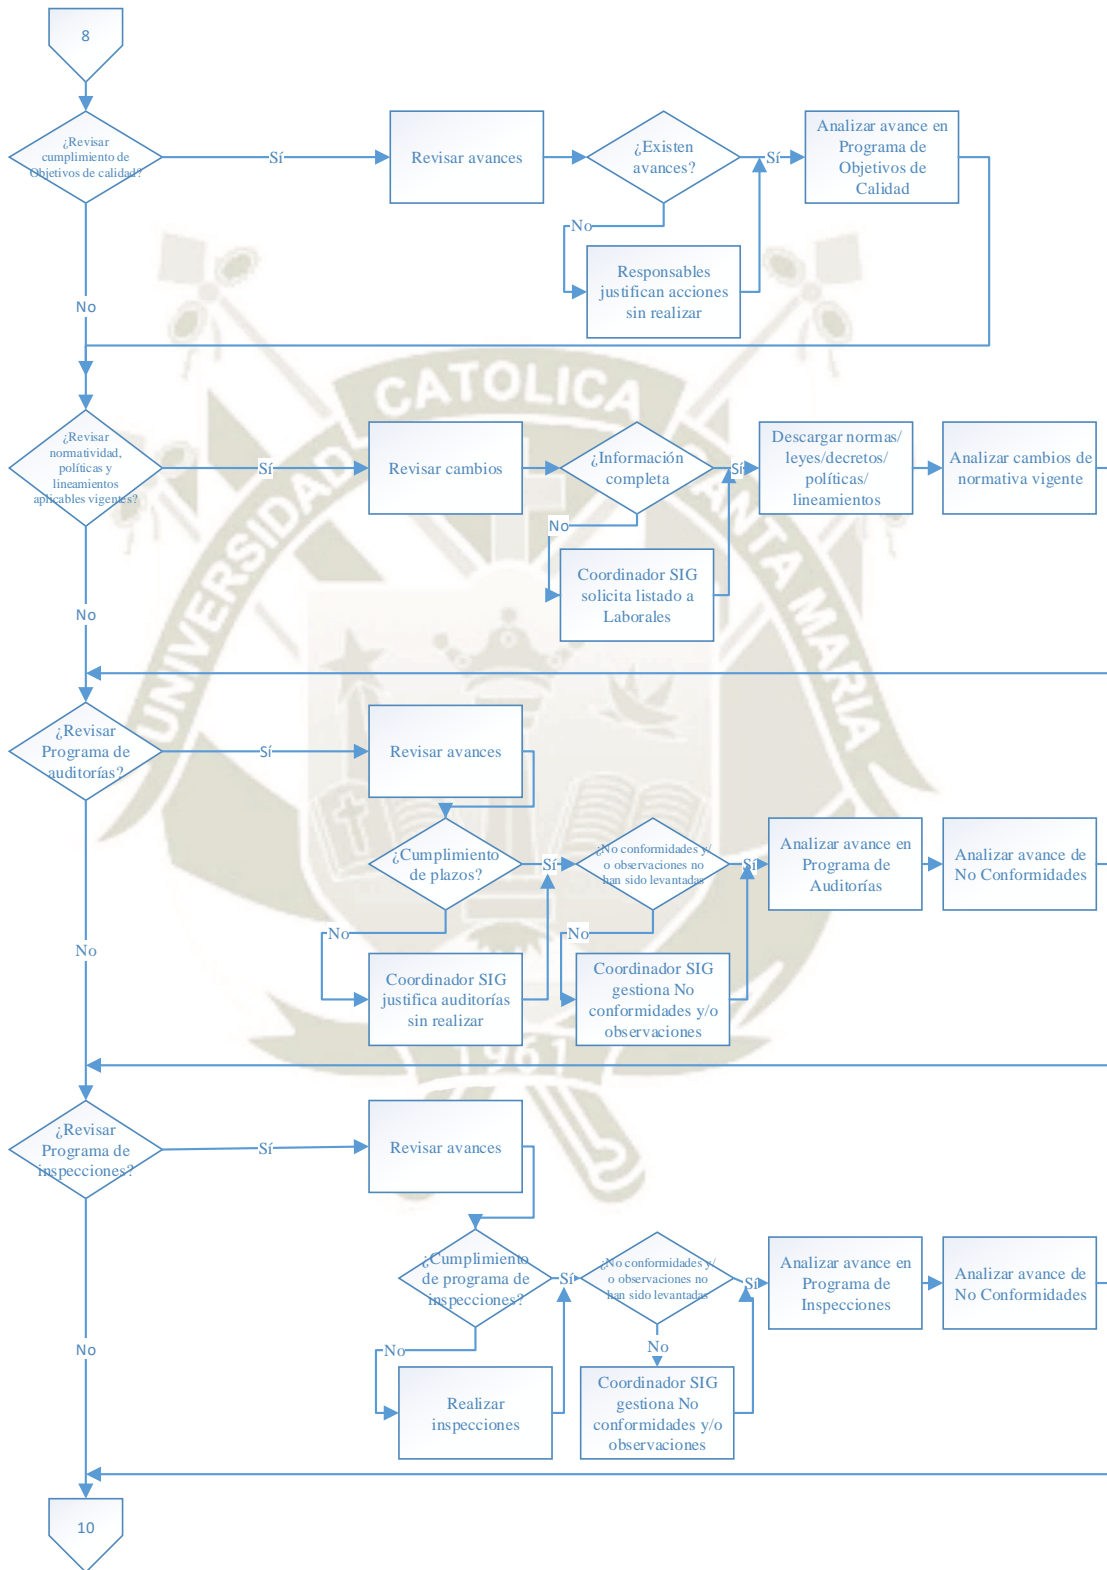 8
¿Revisar
cumplimiento de
Objetivos de calidad?
Sí
Revisar avances
¿Existen
avances?
Sí
Analizar avance en
Programa de
Objetivos de
Calidad
No
Responsables
justifican acciones
sin realizar
No
CATOLICA
UNIVERSIDAD
SANTA MARIA
¿Revisar
normatividad,
políticas y
lineamientos
aplicables vigentes?
Sí
Revisar cambios
¿Información
completa
Sí
Descargar normas/
leyes/decretos/
políticas/
lineamientos
Analizar cambios de
normativa vigente
No
Coordinador SIG
solicita listado a
Laborales
No
¿Revisar
Programa de
auditorías?
Sí
Revisar avances
¿Cumplimiento
de plazos?
Sí
¿No conformidades y/
o observaciones no
han sido levantadas
Sí
Analizar avance en
Programa de
Auditorías
Analizar avance de
No Conformidades
No
No
No
Coordinador SIG
justifica auditorías
sin realizar
Coordinador SIG
gestiona No
conformidades y/o
observaciones
1961
¿Revisar
Programa de
inspecciones?
Sí
Revisar avances
¿Cumplimiento
de programa de
inspecciones?
Sí
¿No conformidades y/
o observaciones no
han sido levantadas
Sí
Analizar avance en
Programa de
Inspecciones
Analizar avance de
No Conformidades
No
No
No
Realizar
inspecciones
Coordinador SIG
gestiona No
conformidades y/o
observaciones
10